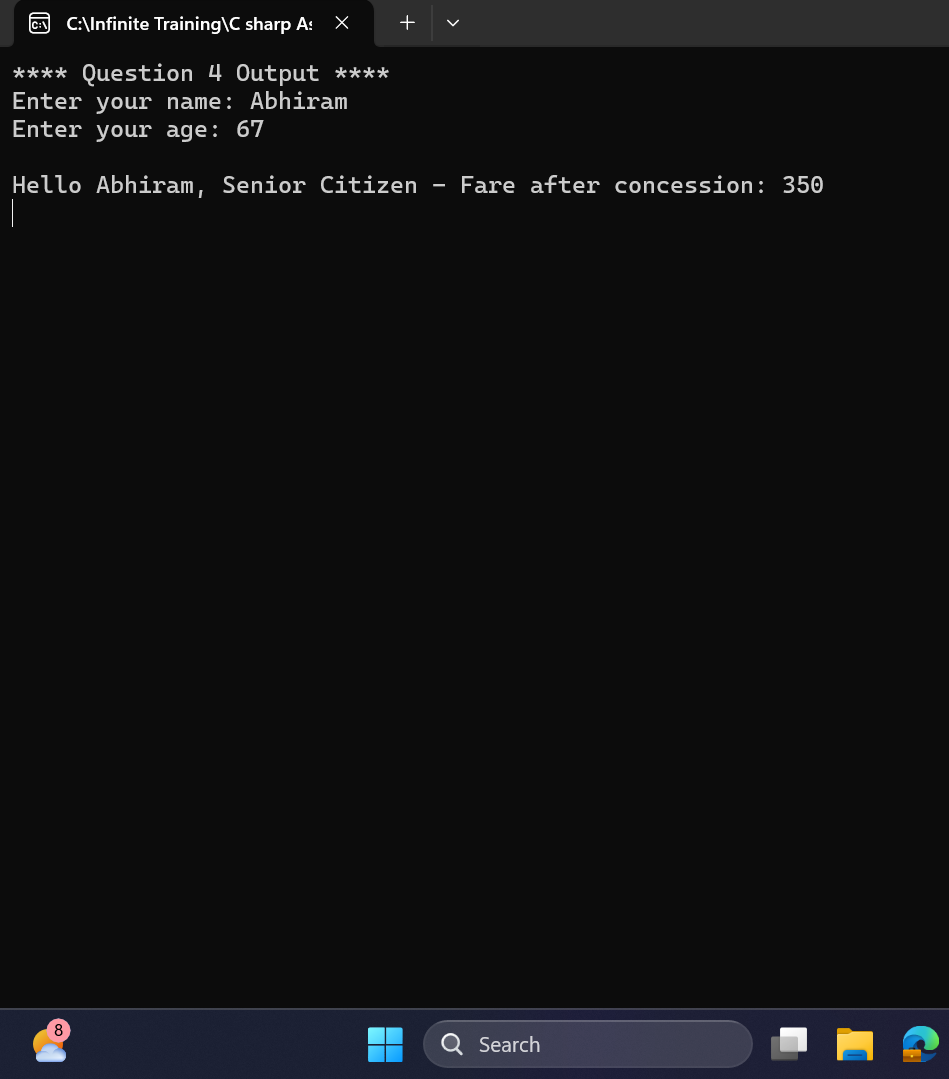 C:\Infinite Training\C sharp As
**** Question 4 Output ****
Enter your name: Abhiram
Enter your age: 67
Hello Abhiram, Senior Citizen - Fare after concession: 350
8
Search